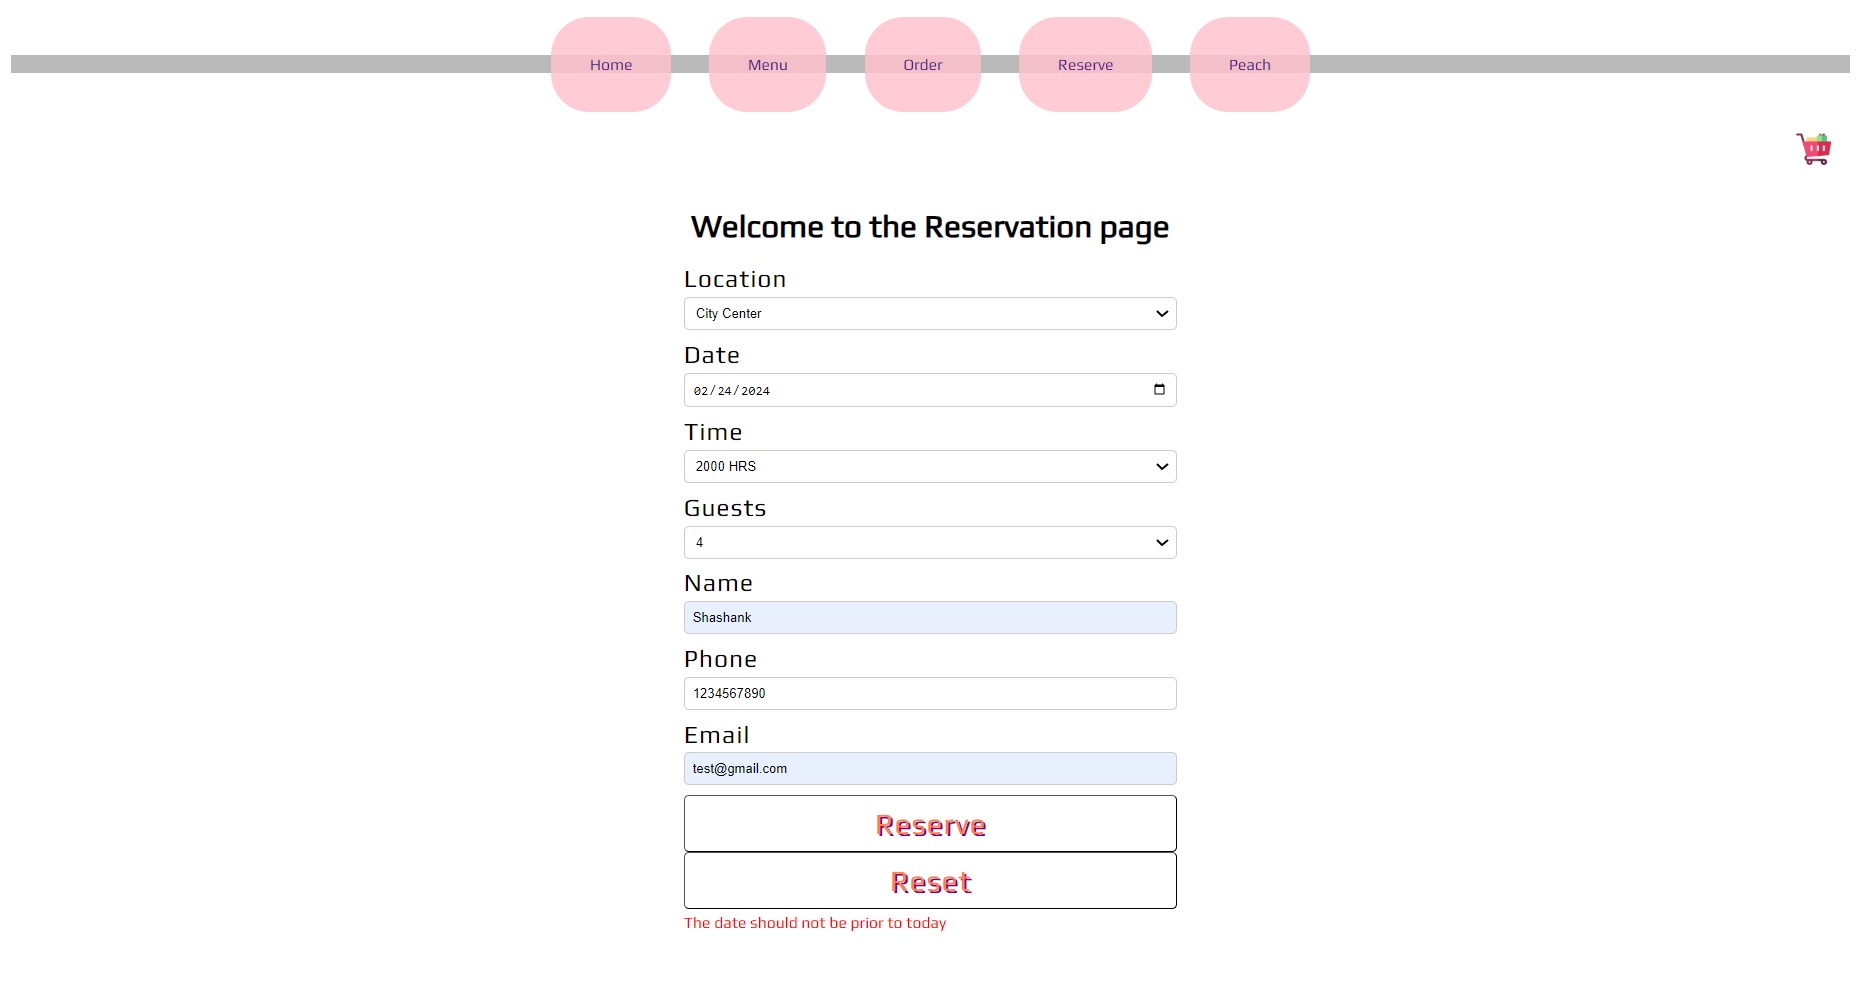 Home Menu Order Reserve Peach
Welcome to the Reservation page
Location
City Center
Date
02/24/2024
Time
2000 HRS
Guests
4
Name
Shashank
Phone
1234567890
Email
test@gmail.com
Reserve
Reset
The date should not be prior to today